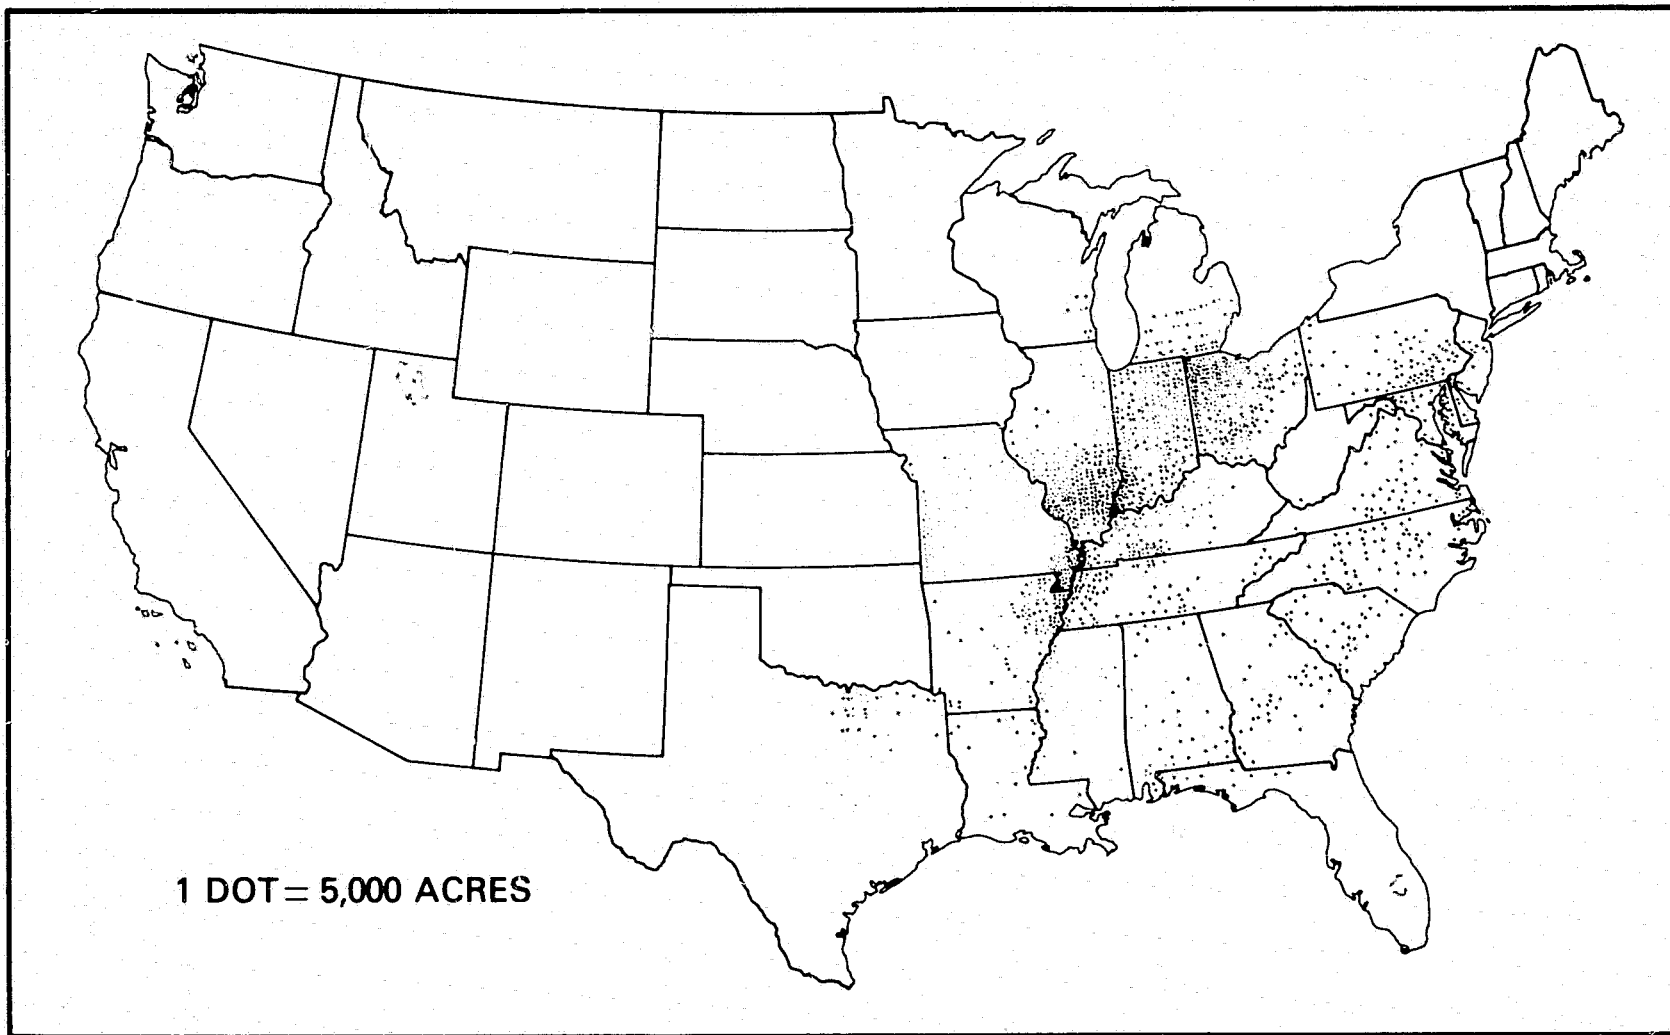 1 DOT = 5,000 ACRES